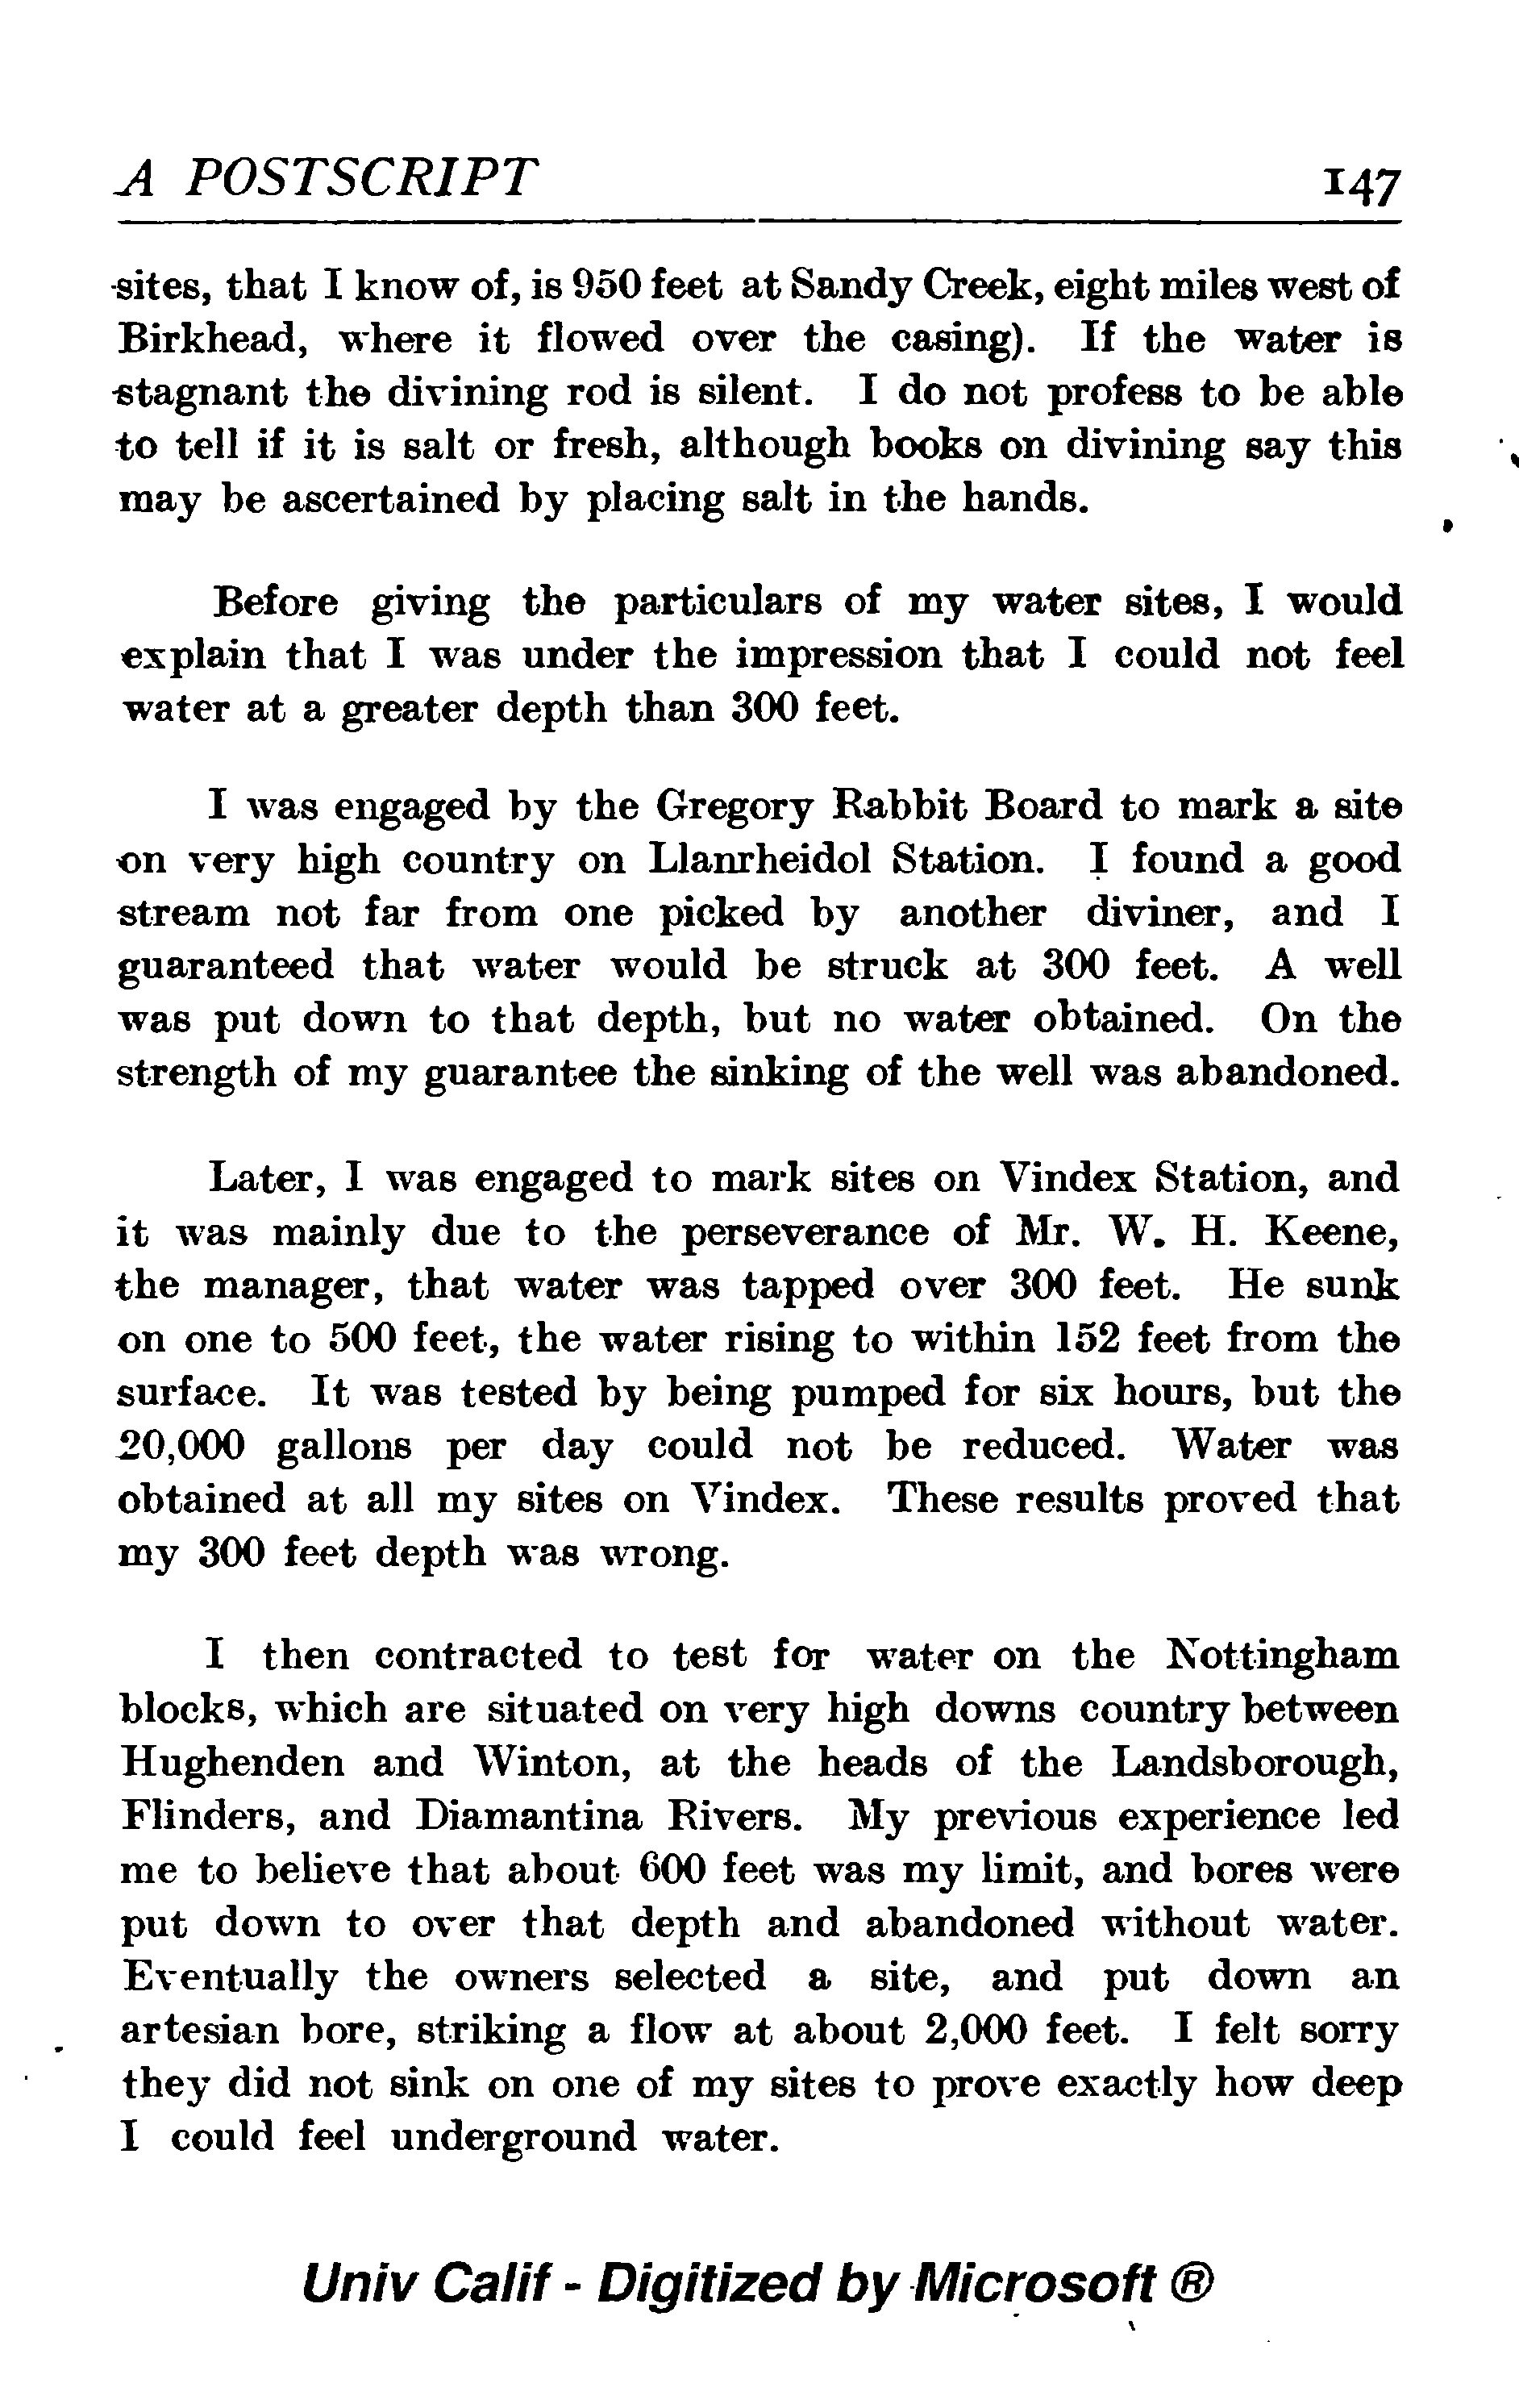 A POSTSCRIPT 147
sites, that I know of, is 950 feet at Sandy Creek, eight miles west of
Birkhead, where it flowed over the casing). If the water is
stagnant the divining rod is silent. I do not profess to be able
to tell if it is salt or fresh, although books on divining say this
may be ascertained by placing salt in the hands.
Before giving the particulars of my water sites, I would
explain that I was under the impression that I could not feel
water at a greater depth than 300 feet.
I was engaged by the Gregory Rabbit Board to mark a site
on very high country on Llanrheidol Station. I found a good
stream not far from one picked by another diviner, and I
guaranteed that water would be struck at 300 feet. A well
was put down to that depth, but no water obtained. On the
strength of my guarantee the sinking of the well was abandoned.
Later, I was engaged to mark sites on Vindex Station, and
it was mainly due to the perseverance of Mr. W. H. Keene,
the manager, that water was tapped over 300 feet. He sunk
on one to 500 feet, the water rising to within 152 feet from the
surface. It was tested by being pumped for six hours, but the
20,000 gallons per day could not be reduced. Water was
obtained at all my sites on Vindex. These results proved that
my 300 feet depth was wrong.
I then contracted to test for water on the Nottingham
blocks, which are situated on very high downs country between
Hughenden and Winton, at the heads of the Landsborough,
Flinders, and Diamantina Rivers. My previous experience led
me to believe that about 600 feet was my limit, and bores were
put down to over that depth and abandoned without water.
Eventually the owners selected a site, and put down an
artesian bore, striking a flow at about 2,000 feet. I felt sorry
they did not sink on one of my sites to prove exactly how deep
I could feel underground water.
Univ Calif - Digitized by Microsoft ®